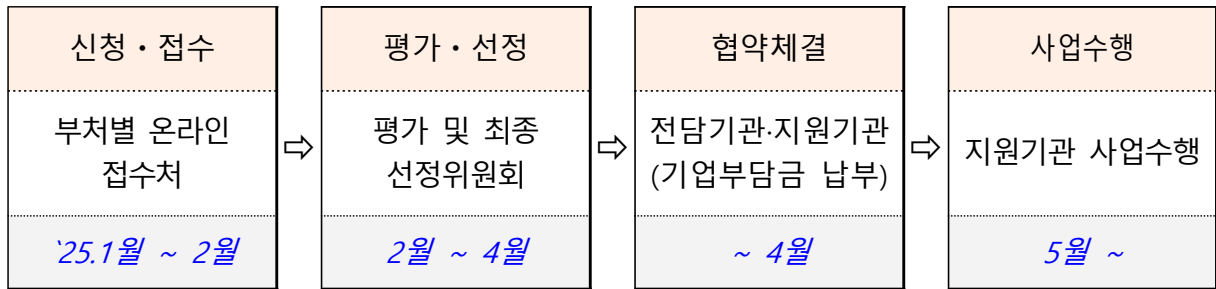 신청・접수
부처별 온라인
접수처
`25.1월 ~ 2월
⇨
평가・선정
평가 및 최종
선정위원회
2월 ~ 4월
⇨
협약체결
전담기관·지원기관
(기업부담금 납부)
~ 4월
⇨
사업수행
지원기관 사업수행
5월 ~